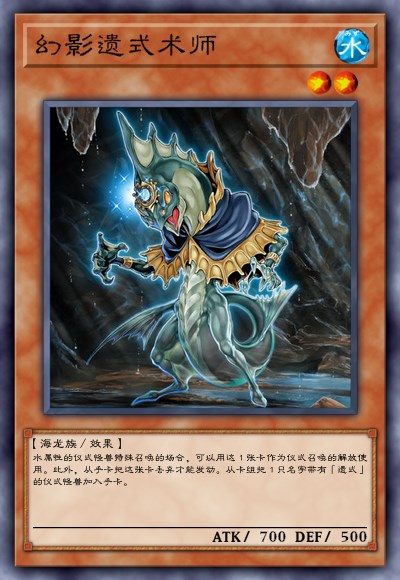 幻影遗式术师
水
【海龙族／效果】
水属性的仪式怪兽特殊召唤的场合，可以用这1张卡作为仪式召唤的解放使
用。此外，从手卡把这张卡丢弃才能发动。从卡组把1只名字带有「遗式」
的仪式怪兽加入手卡。
ATK/ 700 DEF/ 500